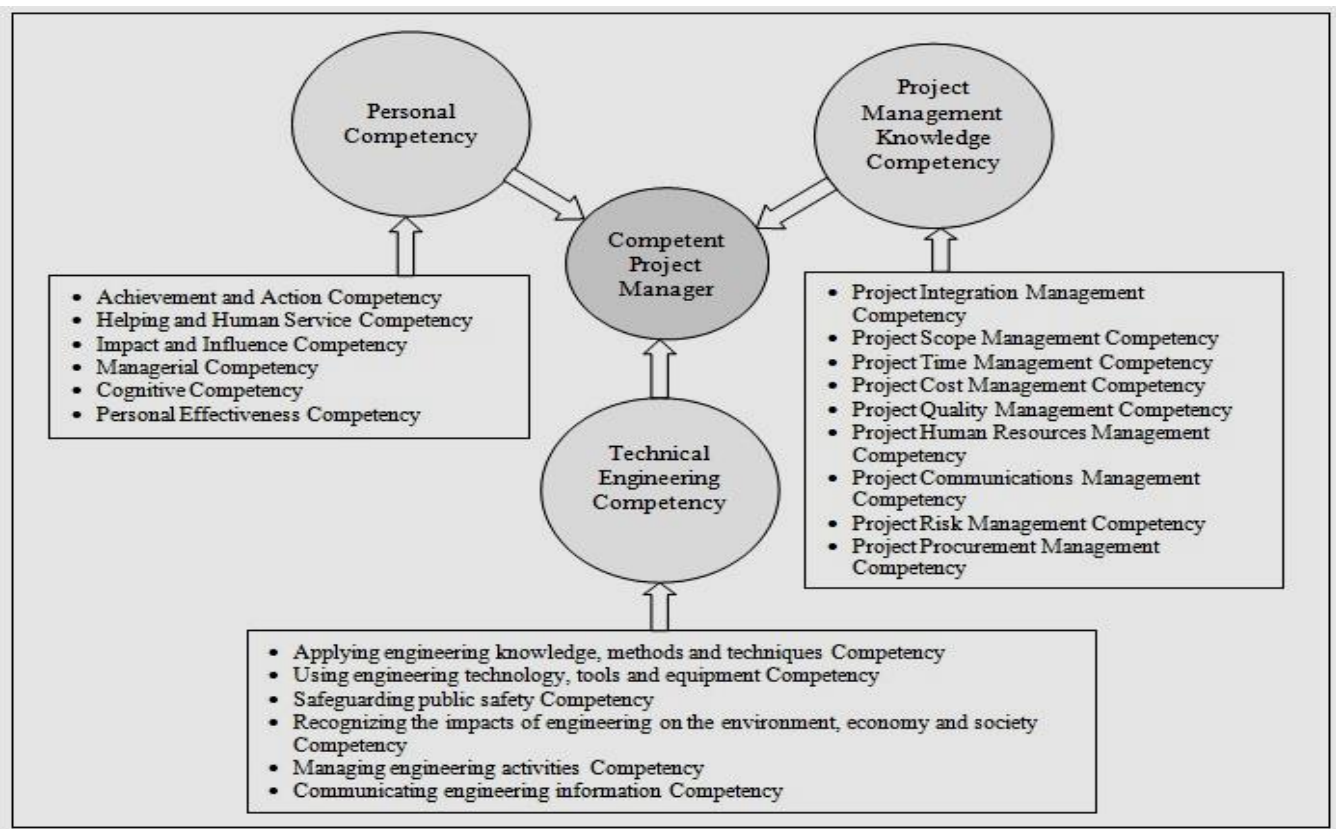 Personal
Competency
Project
Management
Knowledge
Competency
Competent
Project
Manager
• Achievement and Action Competency
• Helping and Human Service Competency
• Impact and Influence Competency
• Managerial Competency
• Cognitive Competency
• Personal Effectiveness Competency
• Project Integration Management
Competency
• Project Scope Management Competency
• Project Time Management Competency
• Project Cost Management Competency
• Project Quality Management Competency
• Project Human Resources Management
Competency
• Project Communications Management
Competency
• Project Risk Management Competency
• Project Procurement Management
Competency
Technical
Engineering
Competency
• Applying engineering knowledge, methods and techniques Competency
• Using engineering technology, tools and equipment Competency
• Safeguarding public safety Competency
• Recognizing the impacts of engineering on the environment, economy and society
Competency
• Managing engineering activities Competency
• Communicating engineering information Competency